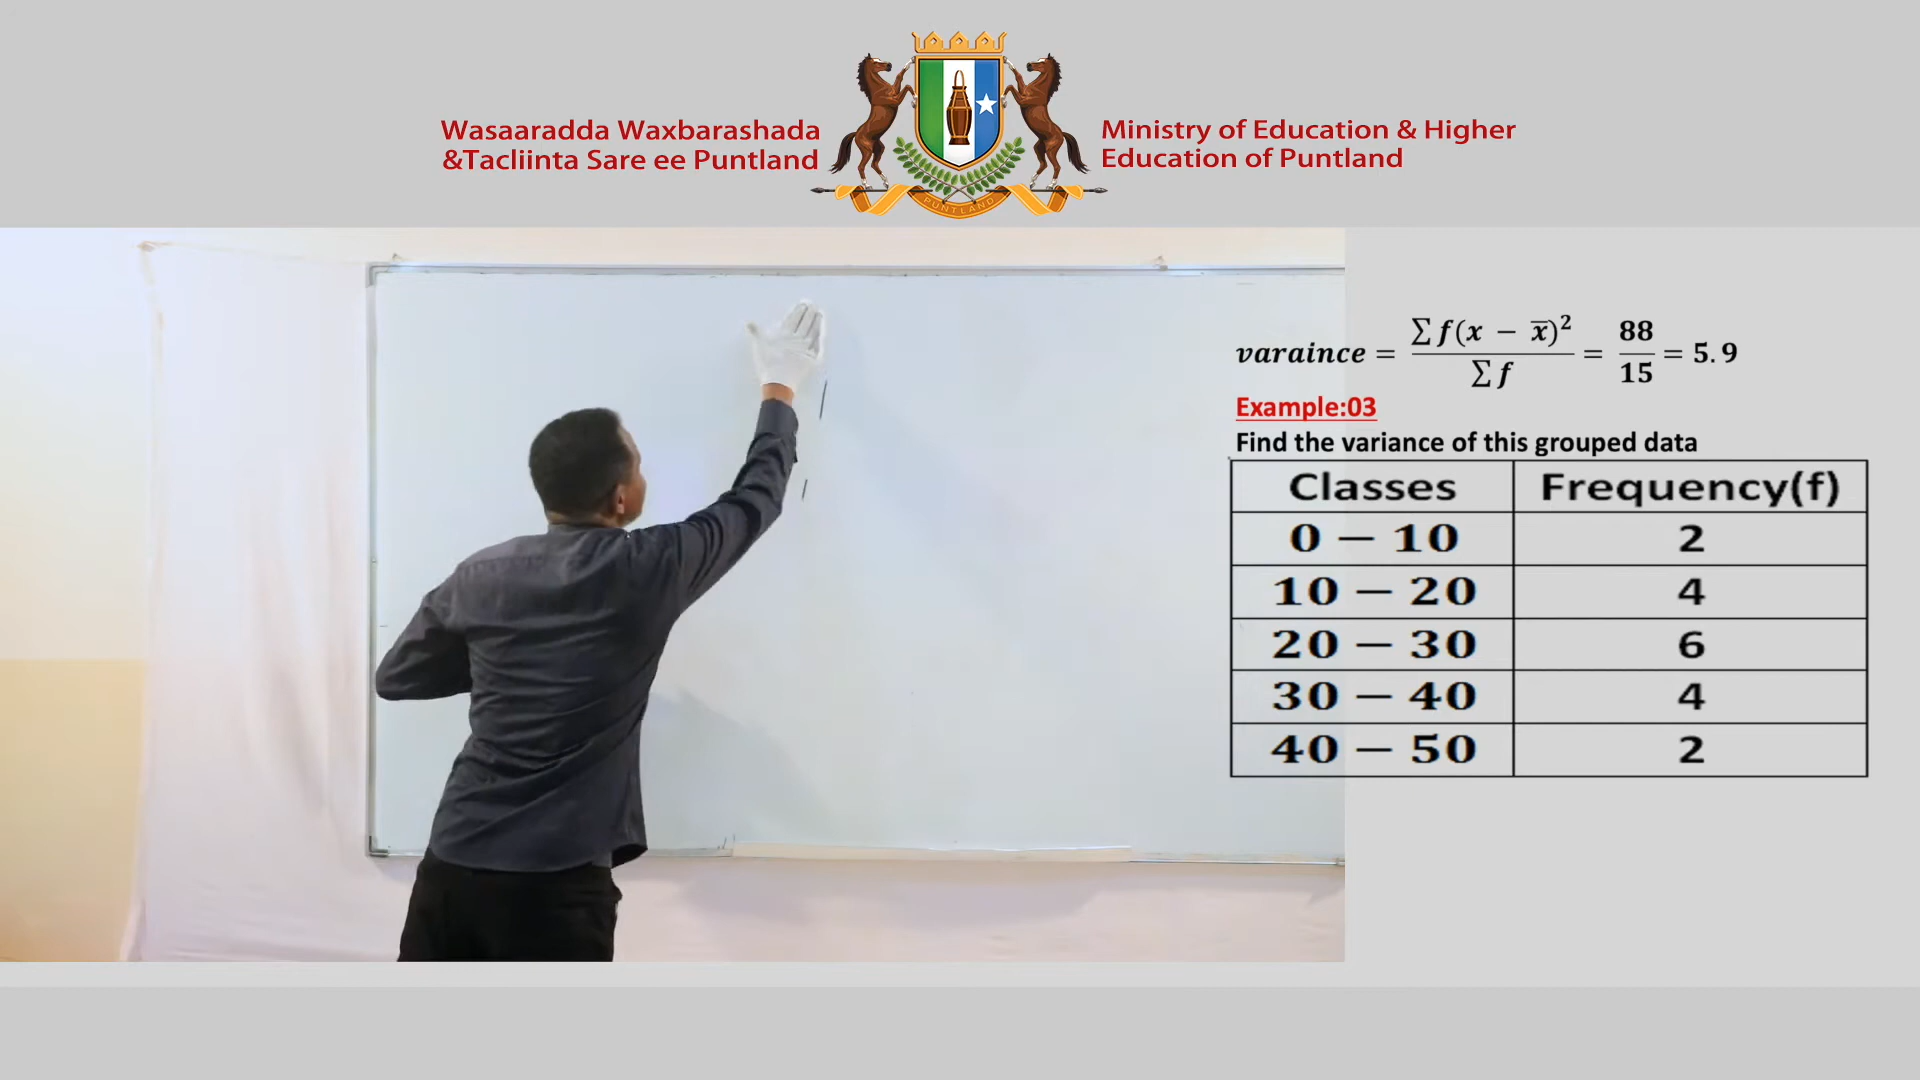 Wasaaradda Waxbarashada
&Tacliinta Sare ee Puntland
PUNTLAND
Ministry of Education & Higher
Education of Puntland
varaince = ∑f(x − x̅)² / ∑f = 88/15 = 5.9
Example:03
Find the variance of this grouped data
Classes Frequency(f)
0 – 10 2
10 – 20 4
20 – 30 6
30 – 40 4
40 – 50 2